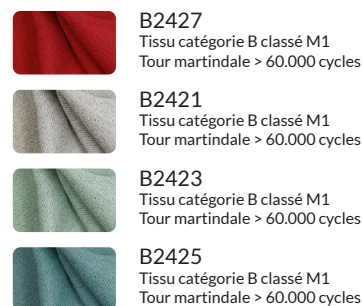 B2427
Tissu catégorie B classé M1
Tour martindale > 60.000 cycles
B2421
Tissu catégorie B classé M1
Tour martindale > 60.000 cycles
B2423
Tissu catégorie B classé M1
Tour martindale > 60.000 cycles
B2425
Tissu catégorie B classé M1
Tour martindale > 60.000 cycles